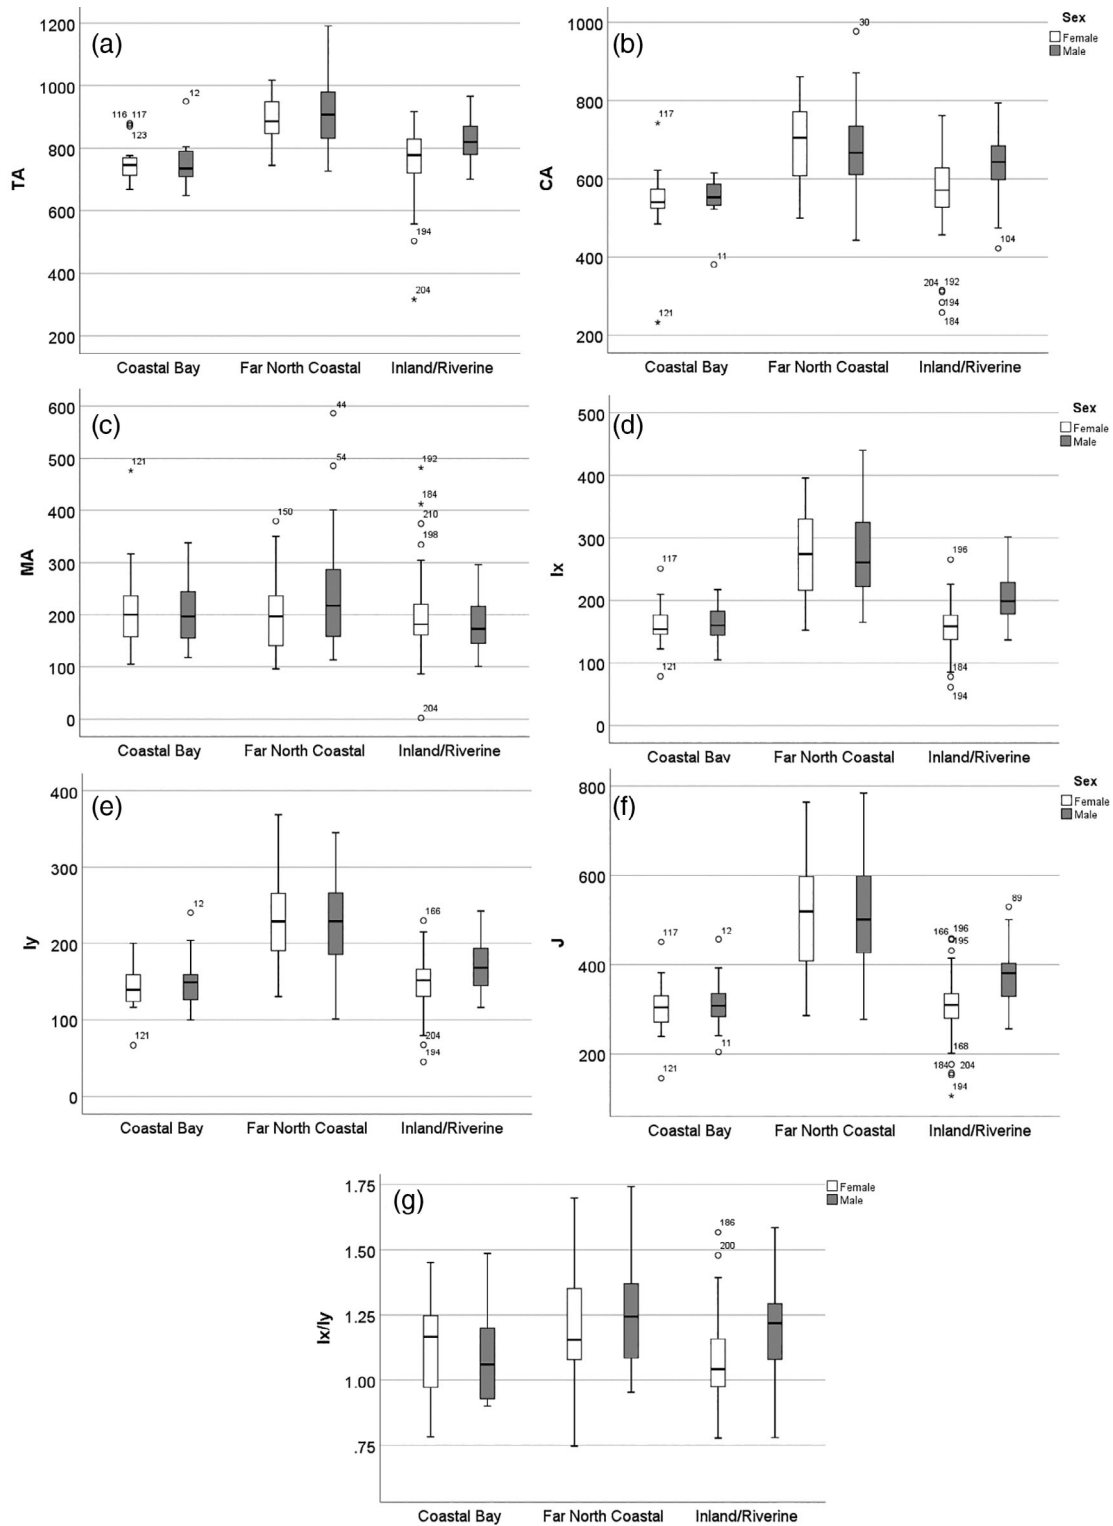 (a)
1200
1000
800
600
400
200
TA
116 117
123
12
194
204
Coastal Bay Far North Coastal Inland/Riverine
(b)
Sex
Female
Male
1000
800
600
400
200
CA
117
121
11
30
204 192
194
184
104
Coastal Bay Far North Coastal Inland/Riverine
(c)
600
500
400
300
200
100
0
MA
121
150
44
54
192
184
210
198
204
Coastal Bay Far North Coastal Inland/Riverine
(d)
Sex
Female
Male
500
400
300
200
100
0
Ix
117
121
196
184
194
Coastal Bay Far North Coastal Inland/Riverine
(e)
400
300
200
100
0
Iy
121
12
166
204
194
Coastal Bay Far North Coastal Inland/Riverine
(f)
Sex
Female
Male
800
600
400
200
J
117
121
12
11
166 196
195
168
184 204
194
89
Coastal Bay Far North Coastal Inland/Riverine
(g)
Female
Male
1.75
1.50
1.25
1.00
.75
Ix/Iy
186
200
Coastal Bay Far North Coastal Inland/Riverine